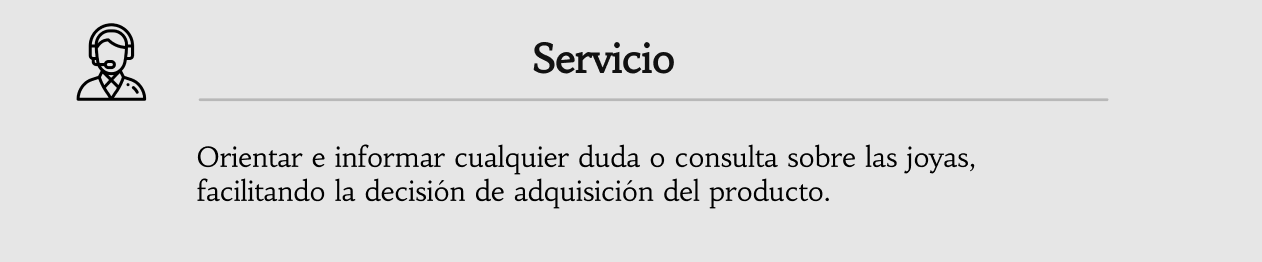 Servicio
Orientar e informar cualquier duda o consulta sobre las joyas,
facilitando la decisión de adquisición del producto.